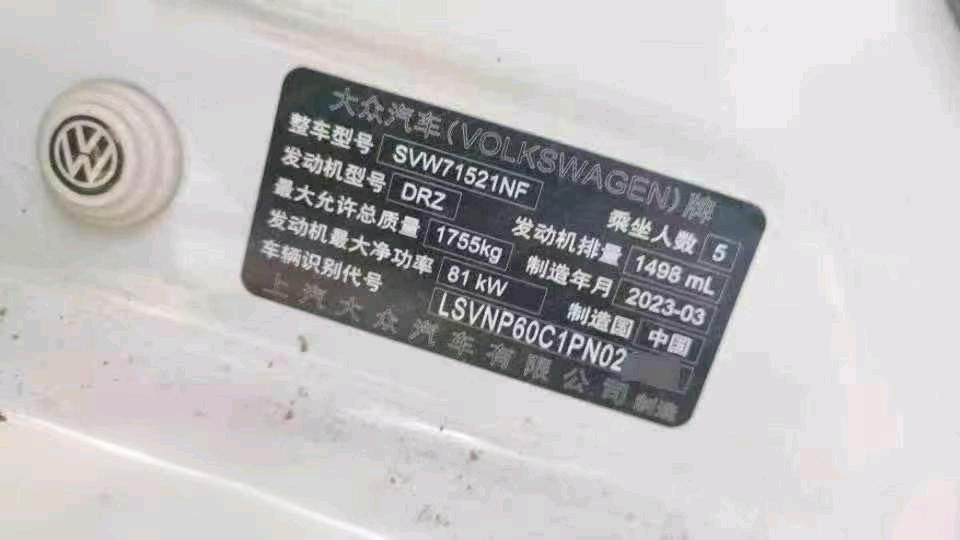 大众汽车(VOLKSWAGEN)牌
整车型号 SVW71521NF 乘坐人数 5
发动机型号 DRZ 发动机排量 1498 mL
最大允许总质量 1755kg 制造年月 2023-03
发动机最大净功率 81 kW 制造国 中国
车辆识别代号 LSVNP60C1PN02
上汽大众汽车有限公司 制造